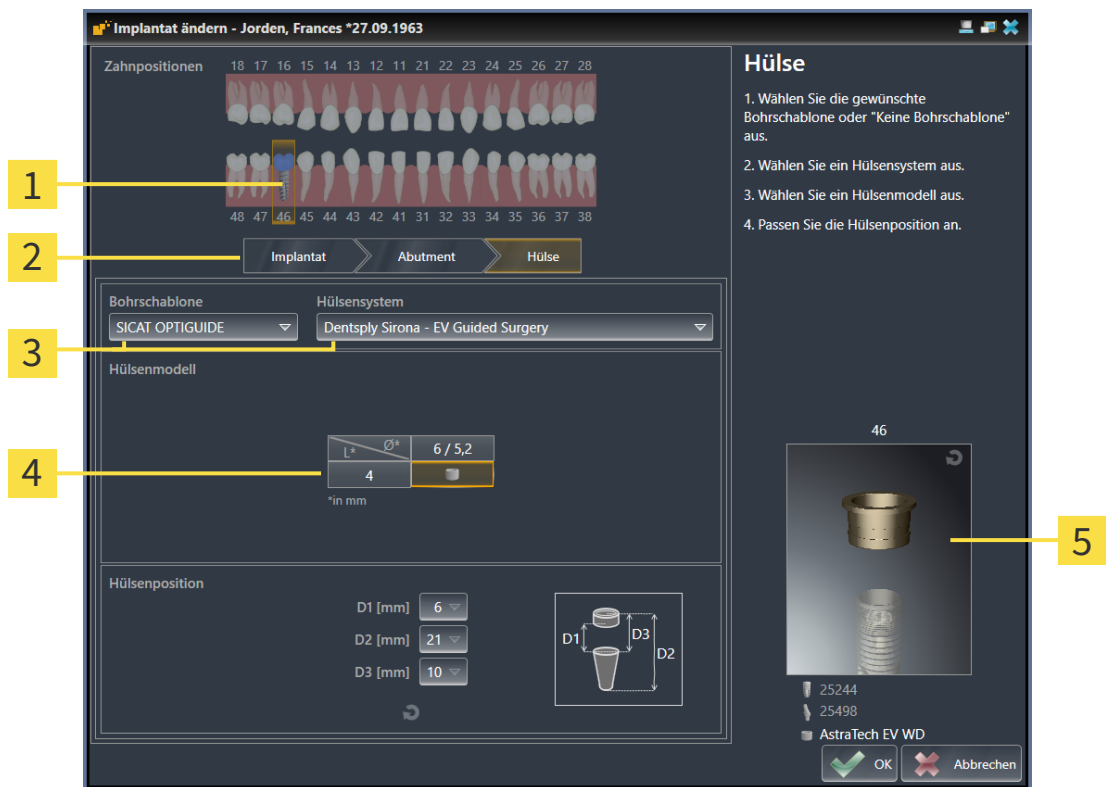 Implantat ändern - Jorden, Frances *27.09.1963
Zahnpositionen
18 17 16 15 14 13 12 11 21 22 23 24 25 26 27 28
48 47 46 45 44 43 42 41 31 32 33 34 35 36 37 38
1
2
Implantat Abutment Hülse
Bohrschablone Hülsensystem
SICAT OPTIGUIDE Dentsply Sirona - EV Guided Surgery
3
Hülsenmodell
L* Ø* 6 / 5,2
4
4
*in mm
Hülsenposition
D1 [mm] 6
D2 [mm] 21
D3 [mm] 10
D1 D3
D2
Hülse
1. Wählen Sie die gewünschte
Bohrschablone oder "Keine Bohrschablone"
aus.
2. Wählen Sie ein Hülsensystem aus.
3. Wählen Sie ein Hülsenmodell aus.
4. Passen Sie die Hülsenposition an.
46
5
25244
25498
AstraTech EV WD
OK Abbrechen